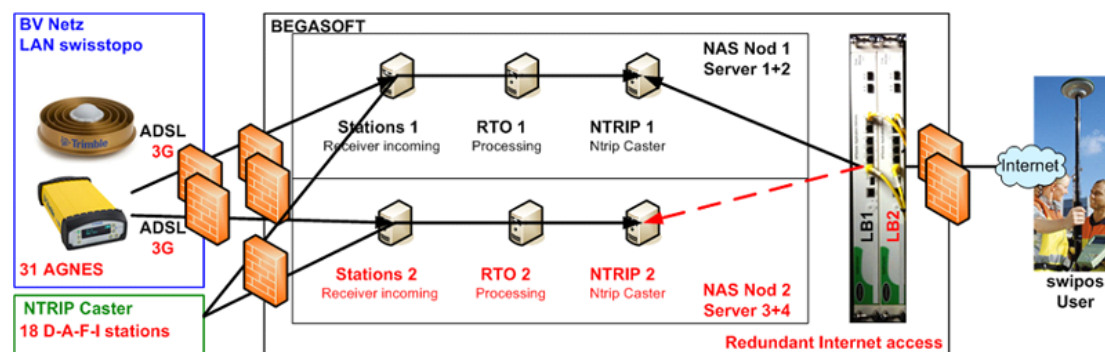 BV Netz
LAN swisstopo
Trimble
ADSL
3G
ADSL
3G
31 AGNES
NTRIP Caster
18 D-A-F-I stations
BEGASOFT
NAS Nod 1
Server 1+2
Stations 1
Receiver incoming
RTO 1
Processing
NTRIP 1
Ntrip Caster
Stations 2
Receiver incoming
RTO 2
Processing
NTRIP 2
Ntrip Caster
NAS Nod 2
Server 3+4
LB1
LB2
Redundant Internet access
Internet
swipos
User